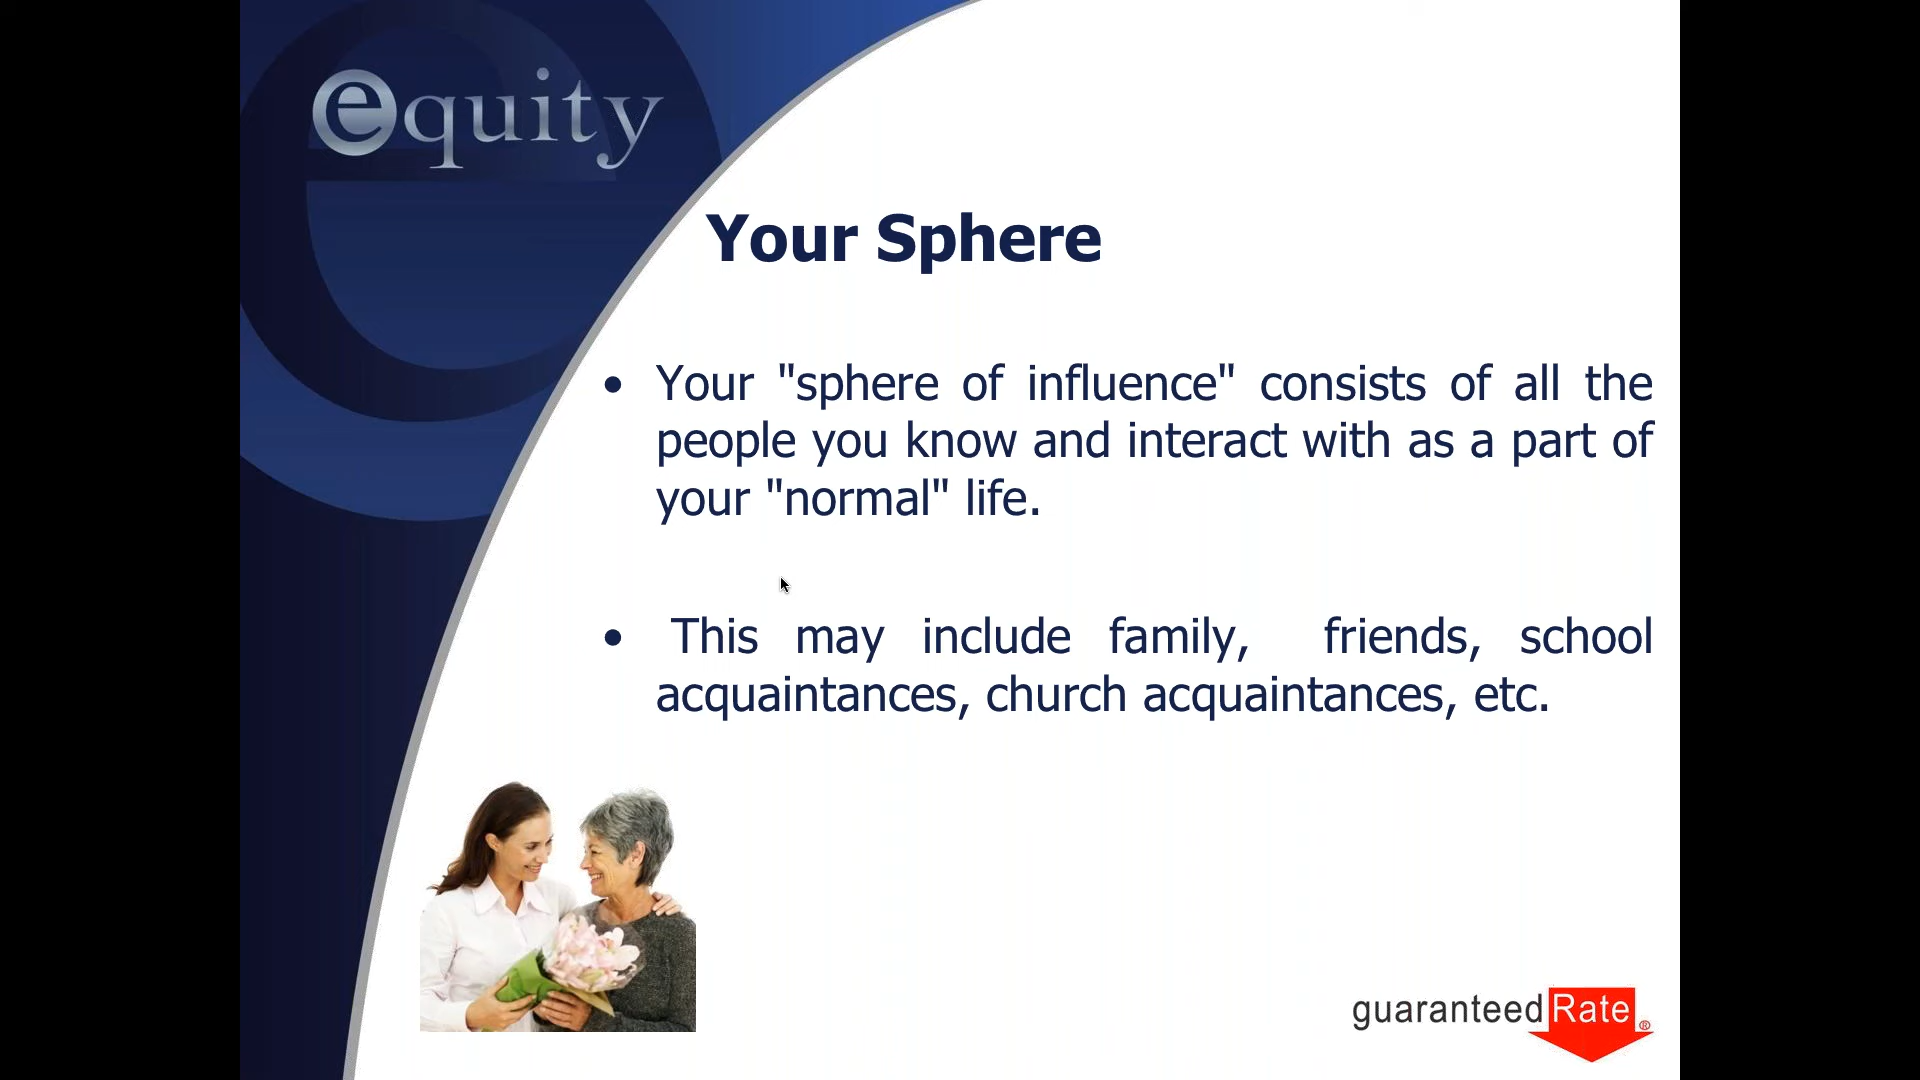 equity
Your Sphere
• Your "sphere of influence" consists of all the
people you know and interact with as a part of
your "normal" life.
• This may include family, friends, school
acquaintances, church acquaintances, etc.
guaranteedRate®